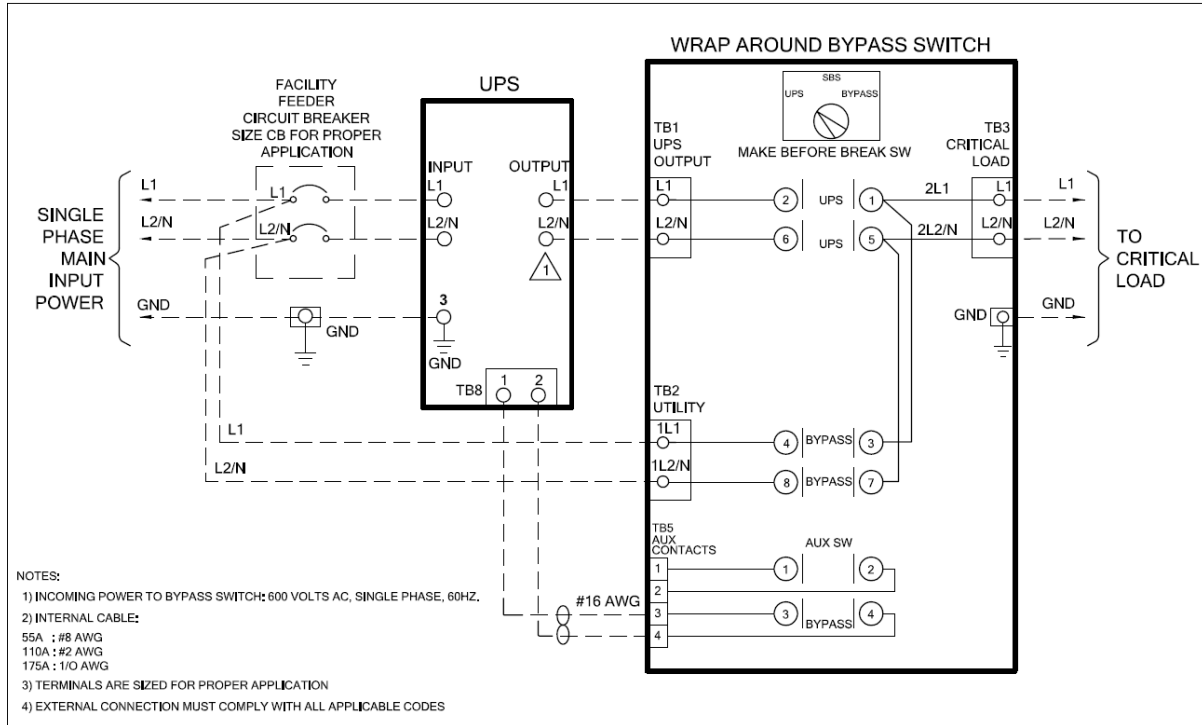 WRAP AROUND BYPASS SWITCH
SBS
UPS BYPASS
MAKE BEFORE BREAK SW
FACILITY
FEEDER
CIRCUIT BREAKER
SIZE CB FOR PROPER
APPLICATION
UPS
INPUT
OUTPUT
TB1
UPS
OUTPUT
TB3
CRITICAL
LOAD
L1
L1
L1
L1
L1
2 UPS 1
2L1
L1
L1
L2/N
L2/N
L2/N
L2/N
L2/N
6 UPS 5
2L2/N
L2/N
L2/N
SINGLE
PHASE
MAIN
INPUT
POWER
TO
CRITICAL
LOAD
1
GND
GND
3
GND
GND
GND
TB8
1 2
TB2
UTILITY
L1
1L1
4 BYPASS 3
L2/N
1L2/N
8 BYPASS 7
TB5
AUX
CONTACTS
AUX SW
1
1 2
2
#16 AWG
3
3 BYPASS 4
4
NOTES:
1) INCOMING POWER TO BYPASS SWITCH: 600 VOLTS AC, SINGLE PHASE, 60HZ.
2) INTERNAL CABLE:
55A : #8 AWG
110A : #2 AWG
175A : 1/O AWG
3) TERMINALS ARE SIZED FOR PROPER APPLICATION
4) EXTERNAL CONNECTION MUST COMPLY WITH ALL APPLICABLE CODES